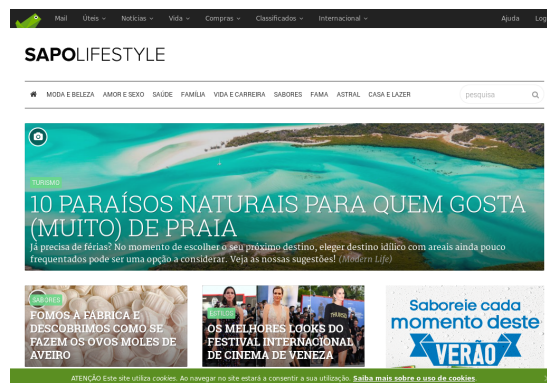 Mail Úteis Notícias Vida Compras Classificados Internacional Ajuda Log
SAPOLIFESTYLE
MODA E BELEZA AMOR E SEXO SAÚDE FAMÍLIA VIDA E CARREIRA SABORES FAMA ASTRAL CASA E LAZER pesquisa
TURISMO
10 PARAÍSOS NATURAIS PARA QUEM GOSTA
(MUITO) DE PRAIA
Já precisa de férias? No momento de escolher o seu próximo destino, eleger destino idílico com areais ainda pouco
frequentados pode ser uma opção a considerar. Veja as nossas sugestões! (Modern Life)
SABORES
FOMOS À FÁBRICA E
DESCOBRIMOS COMO SE
FAZEM OS OVOS MOLES DE
AVEIRO
ESTILOS
OS MELHORES LOOKS DO
FESTIVAL INTERNACIONAL
DE CINEMA DE VENEZA
Saboreie cada
momento deste
VERÃO
ATENÇÃO Este site utiliza cookies. Ao navegar no site estará a consentir a sua utilização. Saiba mais sobre o uso de cookies.